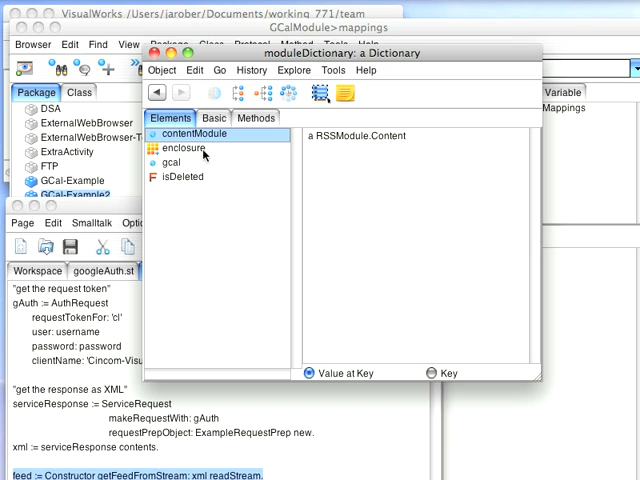 VisualWorks /Users/jarober/Documents/working_771/team
GCalModule>mappings
Browser Edit Find View
moduleDictionary: a Dictionary
Object Edit Go History Explore Tools Help
Package Class
Variable
Elements Basic Methods
DSA
ExternalWebBrowser
ExternalWebBrowser-T
ExtraActivity
FTP
GCal-Example
GCal-Example2
contentModule
enclosure
gcal
isDeleted
a RSSModule.Content
Mappings
Value at Key Key
Page Edit Smalltalk
Workspace googleAuth.st
"get the request token"
gAuth := AuthRequest
requestTokenFor: 'cl'
user: username
password: password
clientName: 'Cincom-Visu
"get the response as XML"
serviceResponse := ServiceRequest
makeRequestWith: gAuth
requestPrepObject: ExampleRequestPrep new.
xml := serviceResponse contents.
feed := Constructor getFeedFromStream: xml readStream.